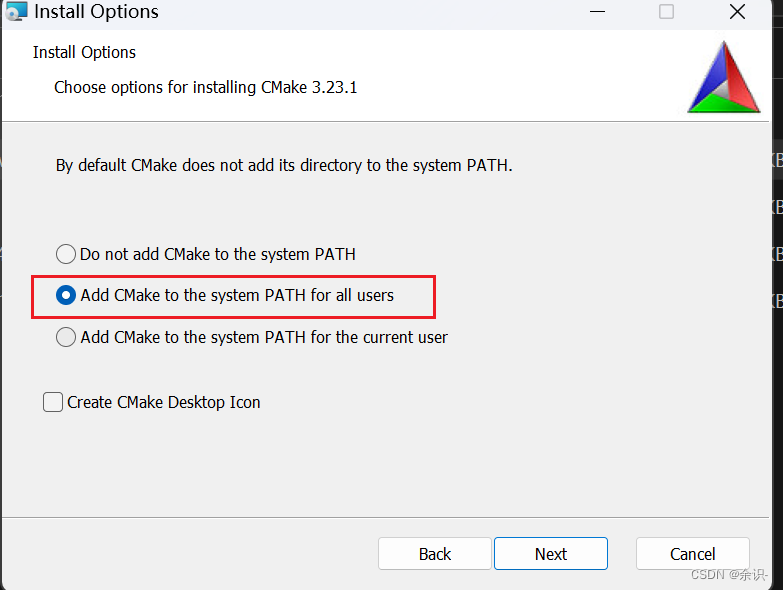 Install Options
Install Options
Choose options for installing CMake 3.23.1
By default CMake does not add its directory to the system PATH.
Do not add CMake to the system PATH
Add CMake to the system PATH for all users
Add CMake to the system PATH for the current user
Create CMake Desktop Icon
Back
Next
Cancel
CSDN @余识-